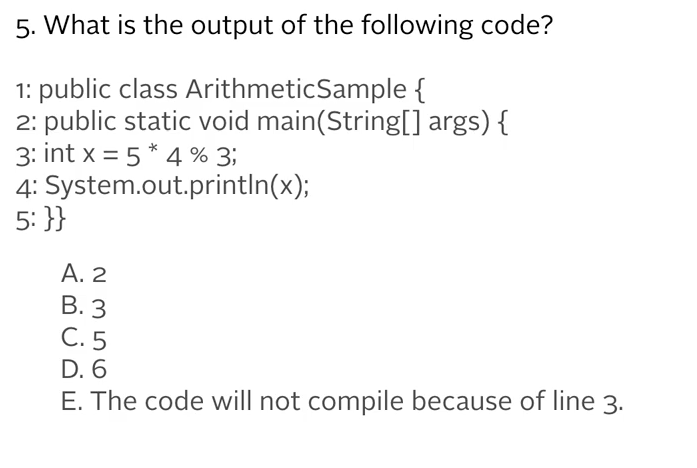 5. What is the output of the following code?
1: public class ArithmeticSample {
2: public static void main(String[] args) {
3: int x = 5 * 4 % 3;
4: System.out.println(x);
5: }}
A. 2
B. 3
C. 5
D. 6
E. The code will not compile because of line 3.